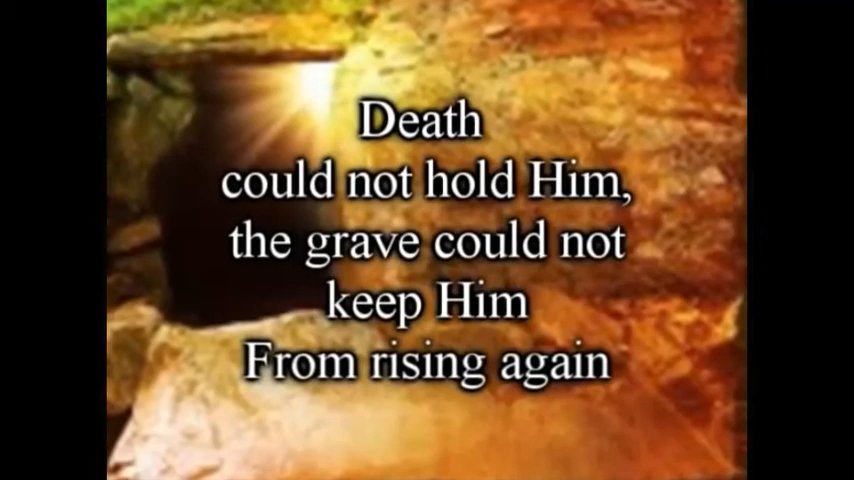 Death
could not hold Him,
the grave could not
keep Him
From rising again